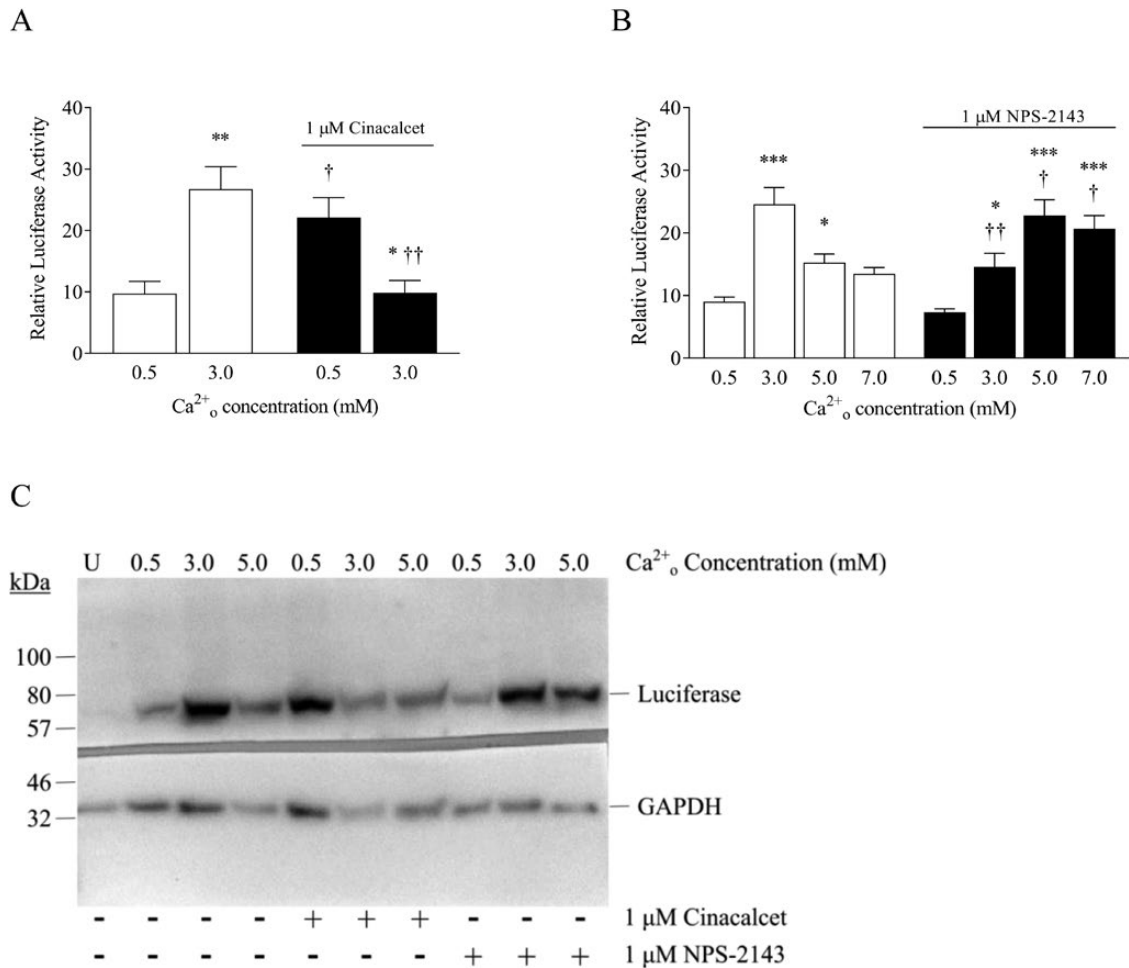 A
B
40
30
20
10
0
Relative Luciferase Activity
**
1 μM Cinacalcet
†
* ††
0.5 3.0 0.5 3.0
Ca²⁺ₒ concentration (mM)
40
30
20
10
0
Relative Luciferase Activity
1 μM NPS-2143
***
*
*
††
***
†
***
†
0.5 3.0 5.0 7.0 0.5 3.0 5.0 7.0
Ca²⁺ₒ concentration (mM)
C
U 0.5 3.0 5.0 0.5 3.0 5.0 0.5 3.0 5.0 Ca²⁺ₒ Concentration (mM)
kDa
100
80
57
46
32
Luciferase
GAPDH
- - - - + + + - - - 1 μM Cinacalcet
- - - - - - - + + + 1 μM NPS-2143